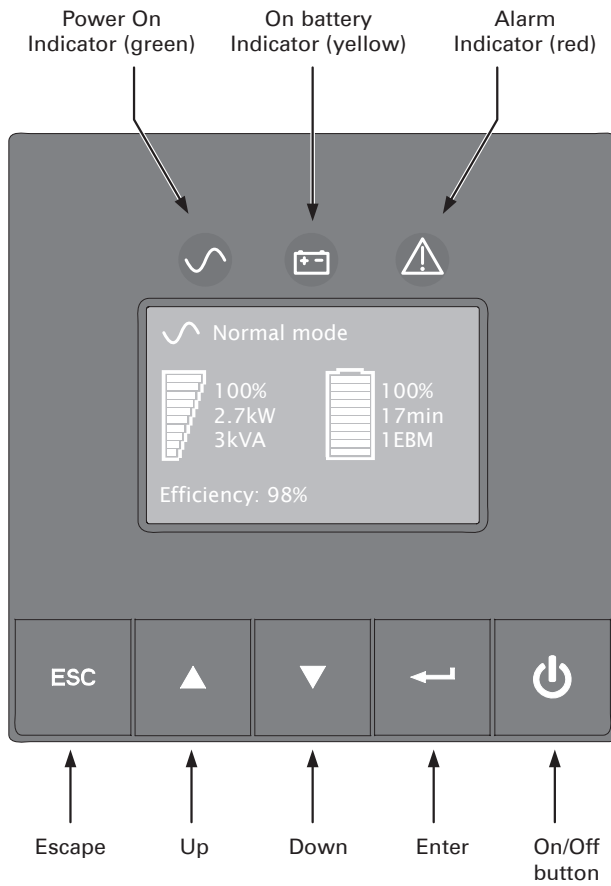 Power On
Indicator (green)
On battery
Indicator (yellow)
Alarm
Indicator (red)
Normal mode
100%
2.7kW
3kVA
100%
17min
1EBM
Efficiency: 98%
ESC
Escape
Up
Down
Enter
On/Off
button